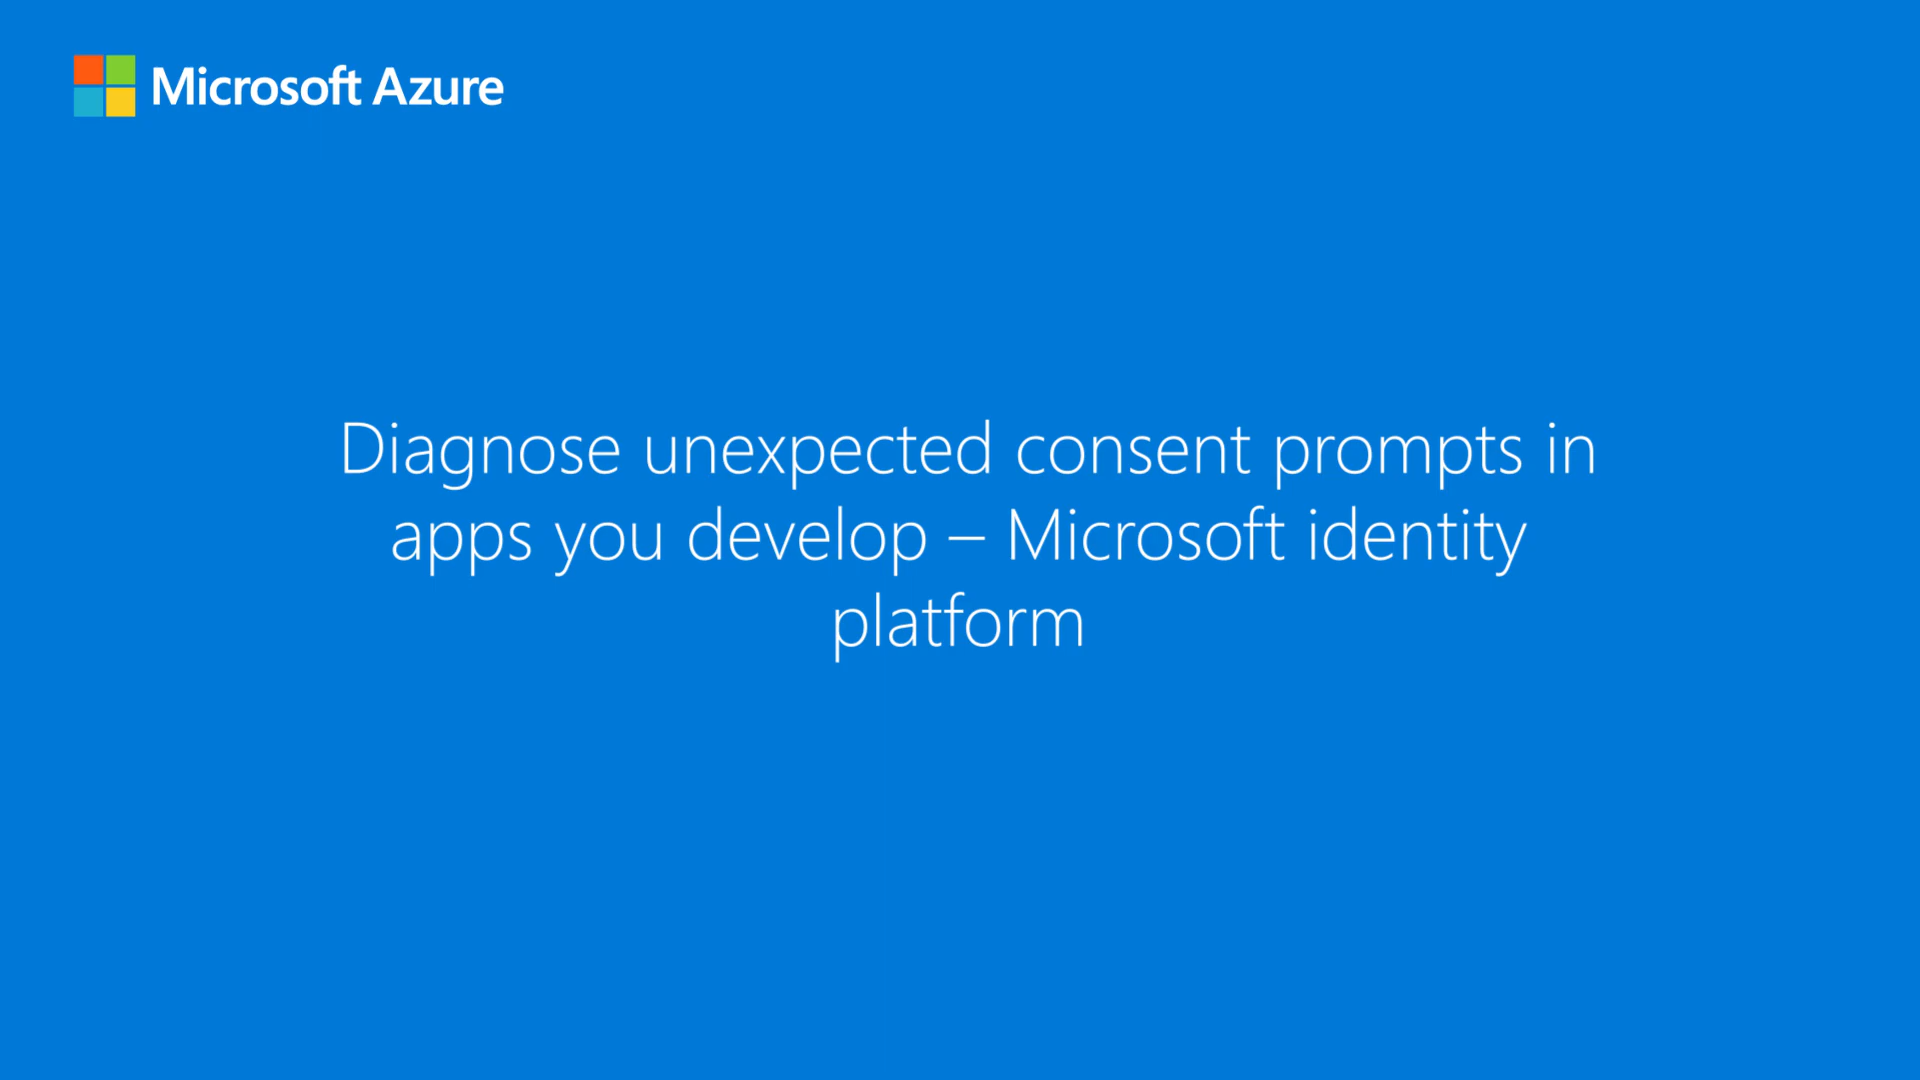 Microsoft Azure
Diagnose unexpected consent prompts in
apps you develop – Microsoft identity
platform